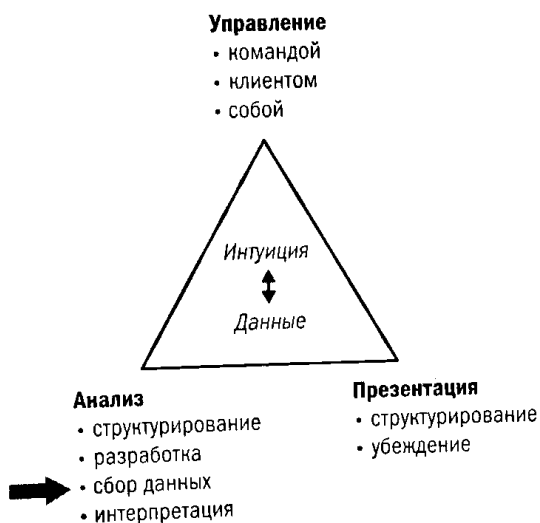 Управление
• командой
• клиентом
• собой
Интуиция
Данные
Анализ
• структурирование
• разработка
• сбор данных
• интерпретация
Презентация
• структурирование
• убеждение